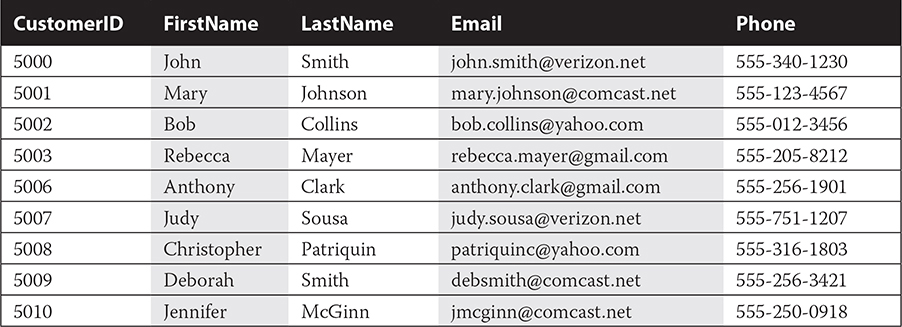 CustomerID FirstName LastName Email Phone
5000 John Smith john.smith@verizon.net 555-340-1230
5001 Mary Johnson mary.johnson@comcast.net 555-123-4567
5002 Bob Collins bob.collins@yahoo.com 555-012-3456
5003 Rebecca Mayer rebecca.mayer@gmail.com 555-205-8212
5006 Anthony Clark anthony.clark@gmail.com 555-256-1901
5007 Judy Sousa judy.sousa@verizon.net 555-751-1207
5008 Christopher Patriquin patriquinc@yahoo.com 555-316-1803
5009 Deborah Smith debsmith@comcast.net 555-256-3421
5010 Jennifer McGinn jmcginn@comcast.net 555-250-0918